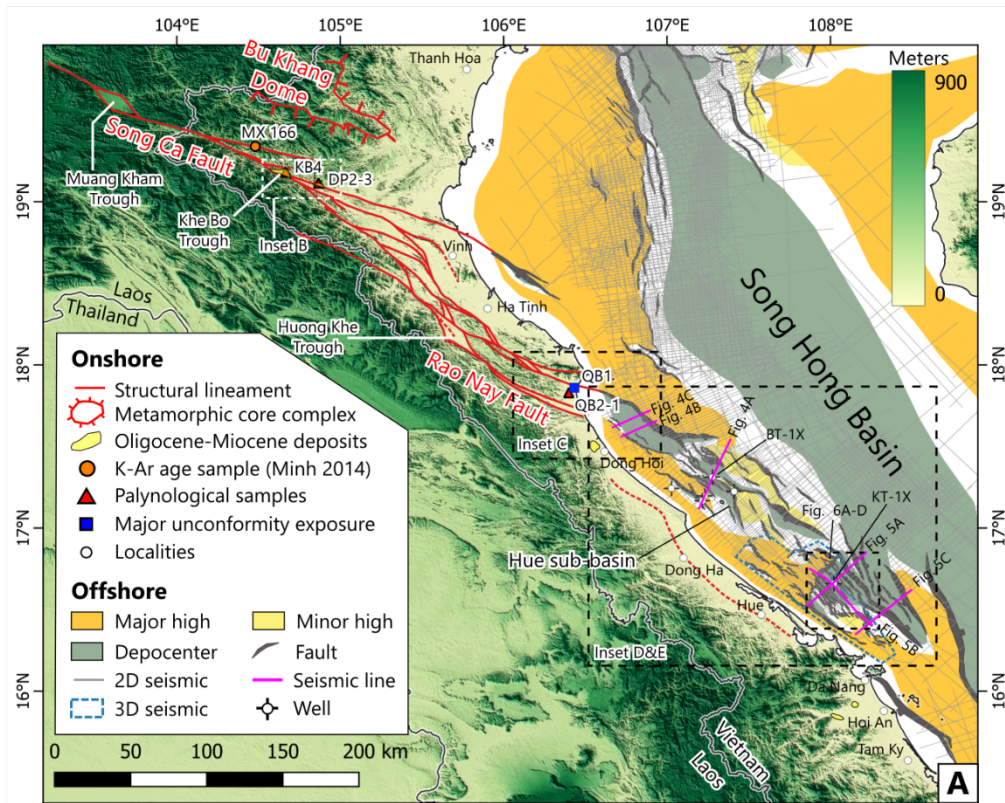 104°E
105°E
106°E
107°E
108°E
Thanh Hoa
Meters
900
0
Bu Khang
Dome
MX 166
Song Ca Fault
KB4
DP2-3
Muang Kham
Trough
Khe Bo
Trough
Inset B
Vinh
19°N
19°N
Ha Tịnh
Laos
Thailand
Huong Khe
Trough
Rao Nay Fault
Song Hong Basin
18°N
18°N
QB1
QB2-1
Fig. 4C
Fig. 4B
Fig. 4A
Inset C
Dong Hoi
BT-1X
KT-1X
Fig. 6A-D
Fig. 5A
Fig. 5C
Fig. 5B
17°N
17°N
Hue sub-basin
Dong Ha
Hue
Inset D&E
16°N
16°N
Da Nang
Hoi An
Tam Ky
Vietnam
Laos
Onshore
Structural lineament
Metamorphic core complex
Oligocene-Miocene deposits
K-Ar age sample (Minh 2014)
Palynological samples
Major unconformity exposure
Localities
Offshore
Major high
Minor high
Depocenter
Fault
2D seismic
Seismic line
3D seismic
Well
0 50 100 150 200 km
A